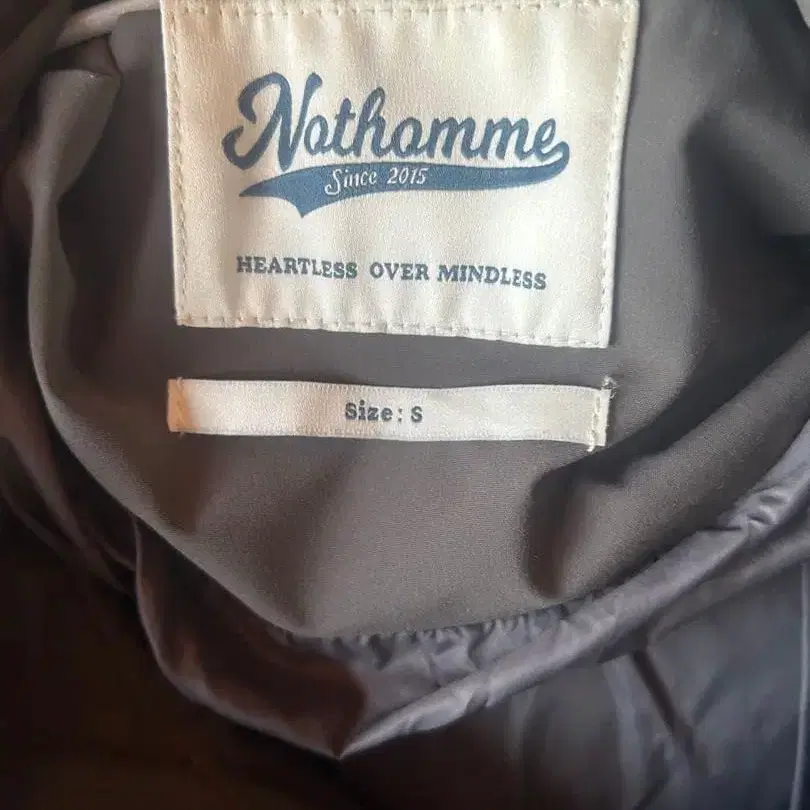 Nothomme
Since 2015
HEARTLESS OVER MINDLESS
Size: S